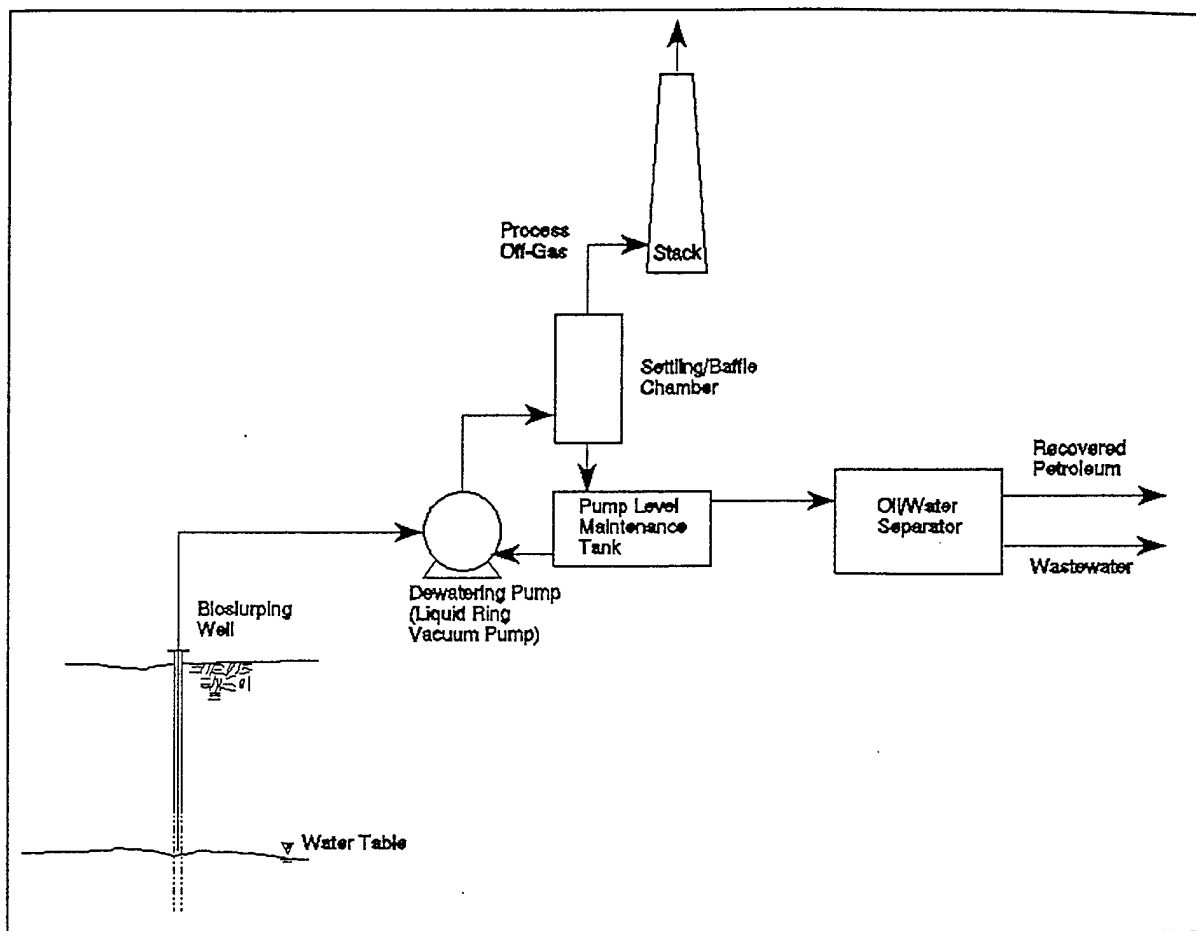 Process
Off-Gas
Stack
Settling/Baffle
Chamber
Recovered
Petroleum
Pump Level
Maintenance
Tank
Oil/Water
Separator
Wastewater
Dewatering Pump
(Liquid Ring
Vacuum Pump)
Bioslurping
Well
Water Table